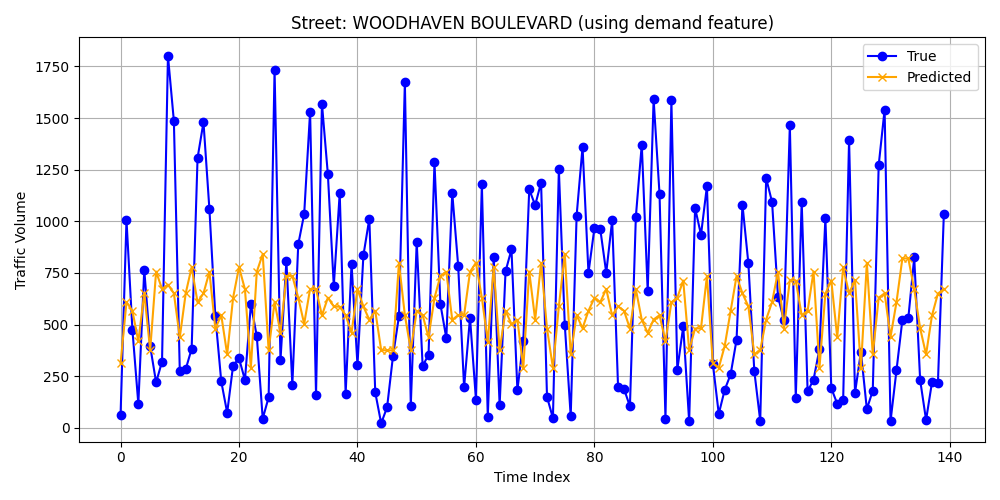 Street: WOODHAVEN BOULEVARD (using demand feature)
True
Predicted
Traffic Volume
1750
1500
1250
1000
750
500
250
0
0 20 40 60 80 100 120 140
Time Index